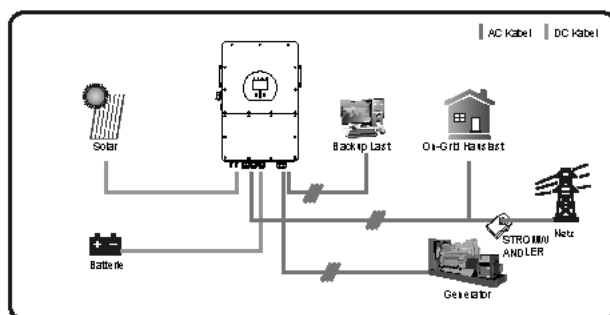 AC Kabel
DC Kabel
Solar
Backup Last
On-Grid Hauslast
Batterie
STROMW
ANDLER
Netz
Generator